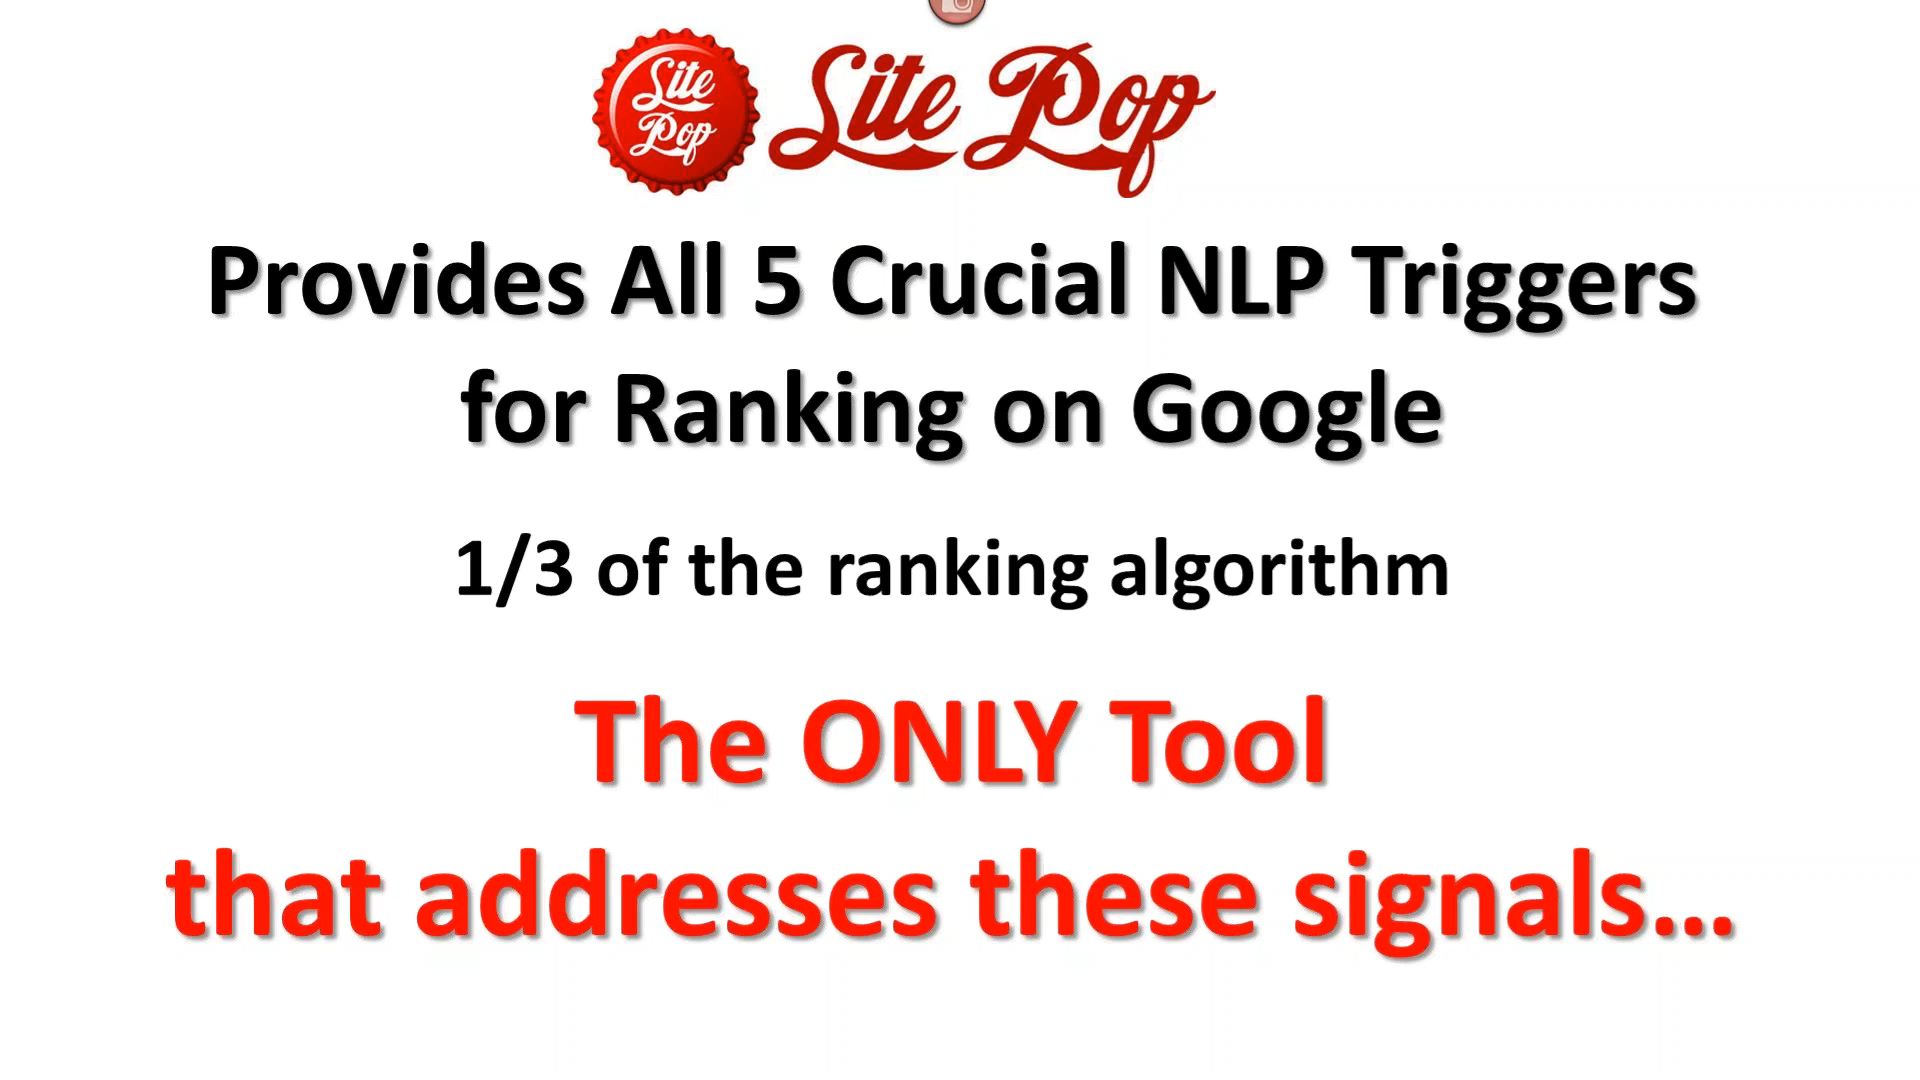 Site
Pop
Site Pop
Provides All 5 Crucial NLP Triggers
for Ranking on Google
1/3 of the ranking algorithm
The ONLY Tool
that addresses these signals...